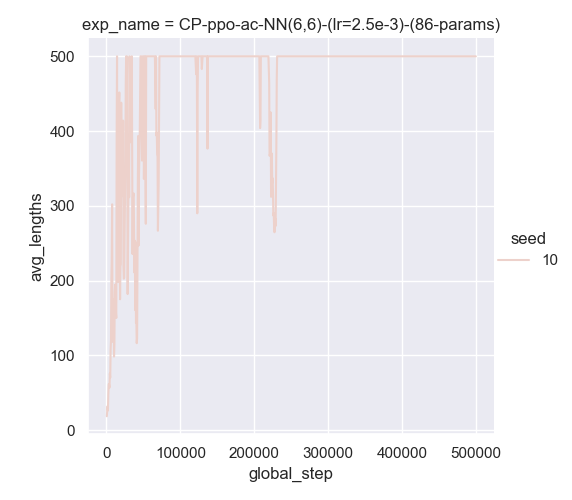 exp_name = CP-ppo-ac-NN(6,6)-(lr=2.5e-3)-(86-params)
500
400
300
200
100
0
avg_lengths
0 100000 200000 300000 400000 500000
global_step
seed
10